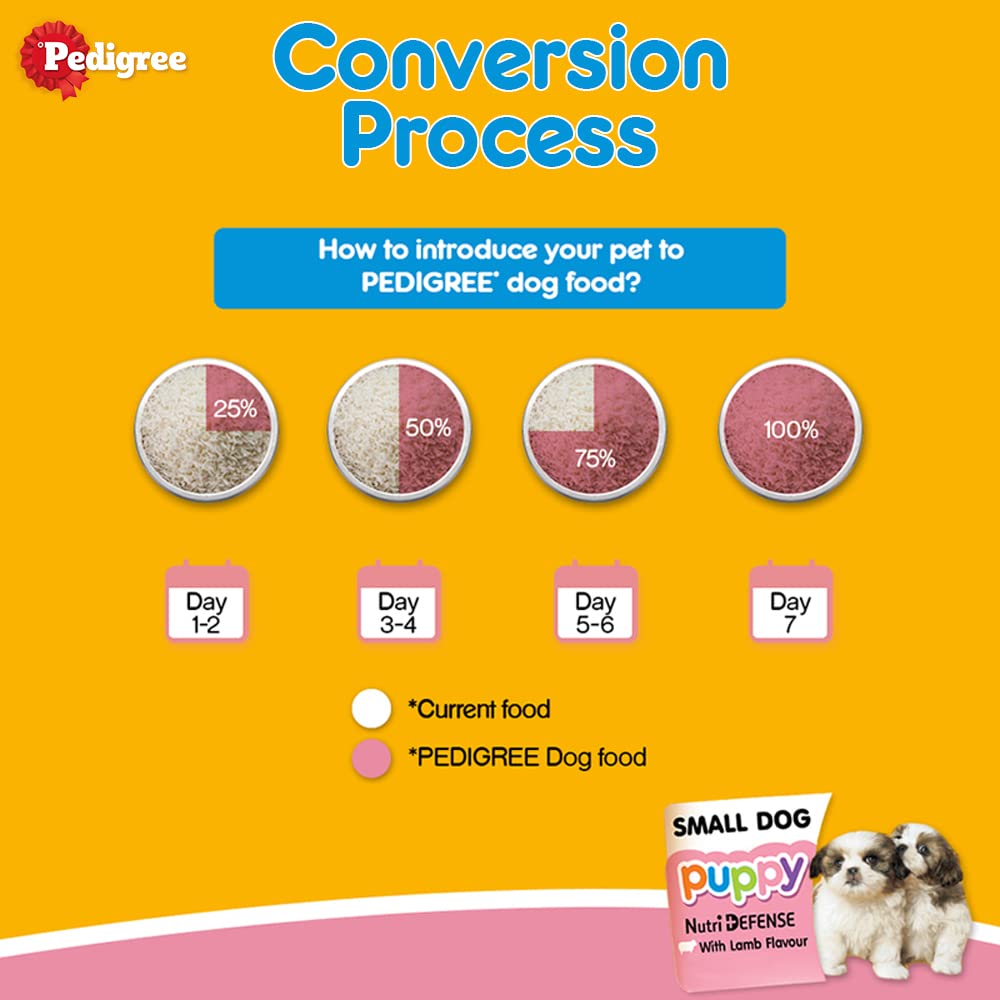 Pedigree
Conversion
Process
How to introduce your pet to
PEDIGREE* dog food?
25%
50%
75%
100%
Day
1-2
Day
3-4
Day
5-6
Day
7
*Current food
*PEDIGREE Dog food
SMALL DOG
puppy
Nutri DEFENSE
With Lamb Flavour